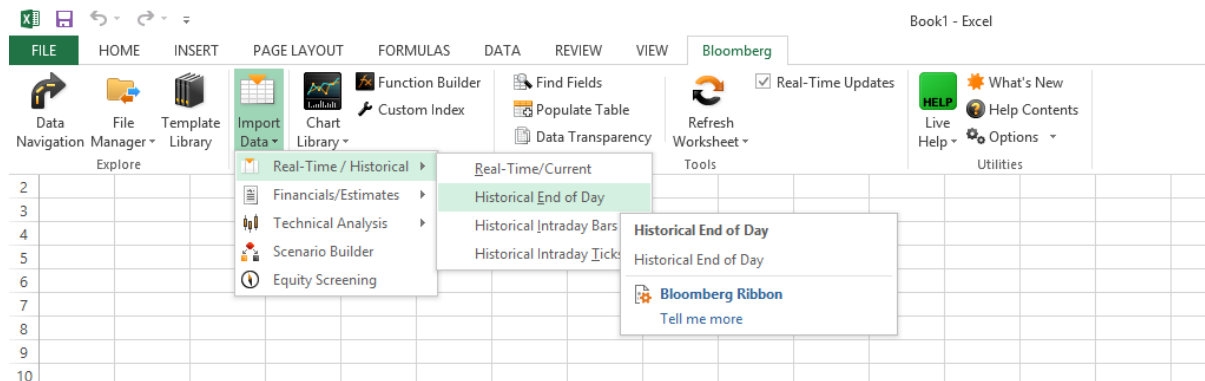 Book1 - Excel
FILE HOME INSERT PAGE LAYOUT FORMULAS DATA REVIEW VIEW Bloomberg
Data Navigation
File Manager
Template Library
Import Data
Chart Library
Function Builder
Custom Index
Find Fields
Populate Table
Data Transparency
Refresh Worksheet
Real-Time Updates
HELP
Live Help
What's New
Help Contents
Options
Explore
Tools
Utilities
Real-Time / Historical
Financials/Estimates
Technical Analysis
Scenario Builder
Equity Screening
Real-Time/Current
Historical End of Day
Historical Intraday Bars
Historical Intraday Ticks
Historical End of Day
Historical End of Day
Bloomberg Ribbon
Tell me more
2
3
4
5
6
7
8
9
10